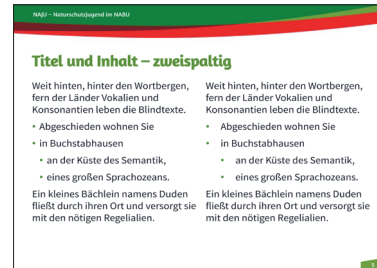 NAJU – Naturschutzjugend im NABU
Titel und Inhalt – zweispaltig
Weit hinten, hinter den Wortbergen,
fern der Länder Vokalien und
Konsonantien leben die Blindtexte.
• Abgeschieden wohnen Sie
• in Buchstabhausen
• an der Küste des Semantik,
• eines großen Sprachozeans.
Ein kleines Bächlein namens Duden
fließt durch ihren Ort und versorgt sie
mit den nötigen Regelialien.
Weit hinten, hinter den Wortbergen,
fern der Länder Vokalien und
Konsonantien leben die Blindtexte.
• Abgeschieden wohnen Sie
• in Buchstabhausen
• an der Küste des Semantik,
• eines großen Sprachozeans.
Ein kleines Bächlein namens Duden
fließt durch ihren Ort und versorgt sie
mit den nötigen Regelialien.
5